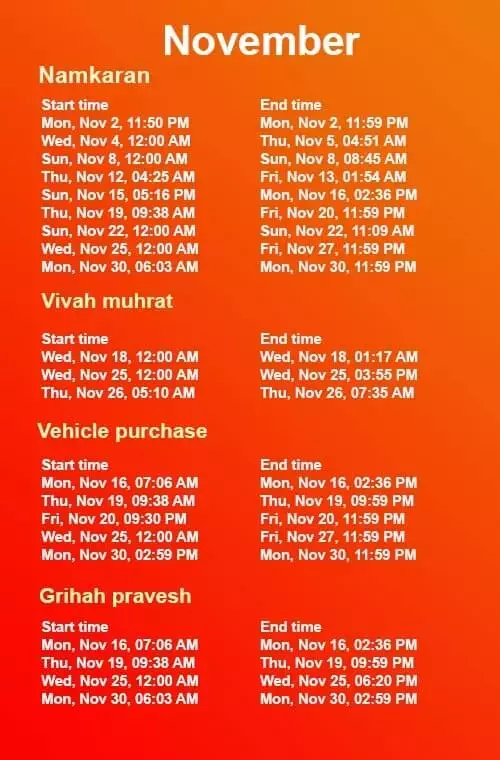 November
Namkaran
Start time End time
Mon, Nov 2, 11:50 PM Mon, Nov 2, 11:59 PM
Wed, Nov 4, 12:00 AM Thu, Nov 5, 04:51 AM
Sun, Nov 8, 12:00 AM Sun, Nov 8, 08:45 AM
Thu, Nov 12, 04:25 AM Fri, Nov 13, 01:54 AM
Sun, Nov 15, 05:16 PM Mon, Nov 16, 02:36 PM
Thu, Nov 19, 09:38 AM Fri, Nov 20, 11:59 PM
Sun, Nov 22, 12:00 AM Sun, Nov 22, 11:09 AM
Wed, Nov 25, 12:00 AM Fri, Nov 27, 11:59 PM
Mon, Nov 30, 06:03 AM Mon, Nov 30, 11:59 PM
Vivah muhrat
Start time End time
Wed, Nov 18, 12:00 AM Wed, Nov 18, 01:17 AM
Wed, Nov 25, 12:00 AM Wed, Nov 25, 03:55 PM
Thu, Nov 26, 05:10 AM Thu, Nov 26, 07:35 AM
Vehicle purchase
Start time End time
Mon, Nov 16, 07:06 AM Mon, Nov 16, 02:36 PM
Thu, Nov 19, 09:38 AM Thu, Nov 19, 09:59 PM
Fri, Nov 20, 09:30 PM Fri, Nov 20, 11:59 PM
Wed, Nov 25, 12:00 AM Fri, Nov 27, 11:59 PM
Mon, Nov 30, 02:59 PM Mon, Nov 30, 11:59 PM
Grihah pravesh
Start time End time
Mon, Nov 16, 07:06 AM Mon, Nov 16, 02:36 PM
Thu, Nov 19, 09:38 AM Thu, Nov 19, 09:59 PM
Wed, Nov 25, 12:00 AM Wed, Nov 25, 06:20 PM
Mon, Nov 30, 06:03 AM Mon, Nov 30, 02:59 PM